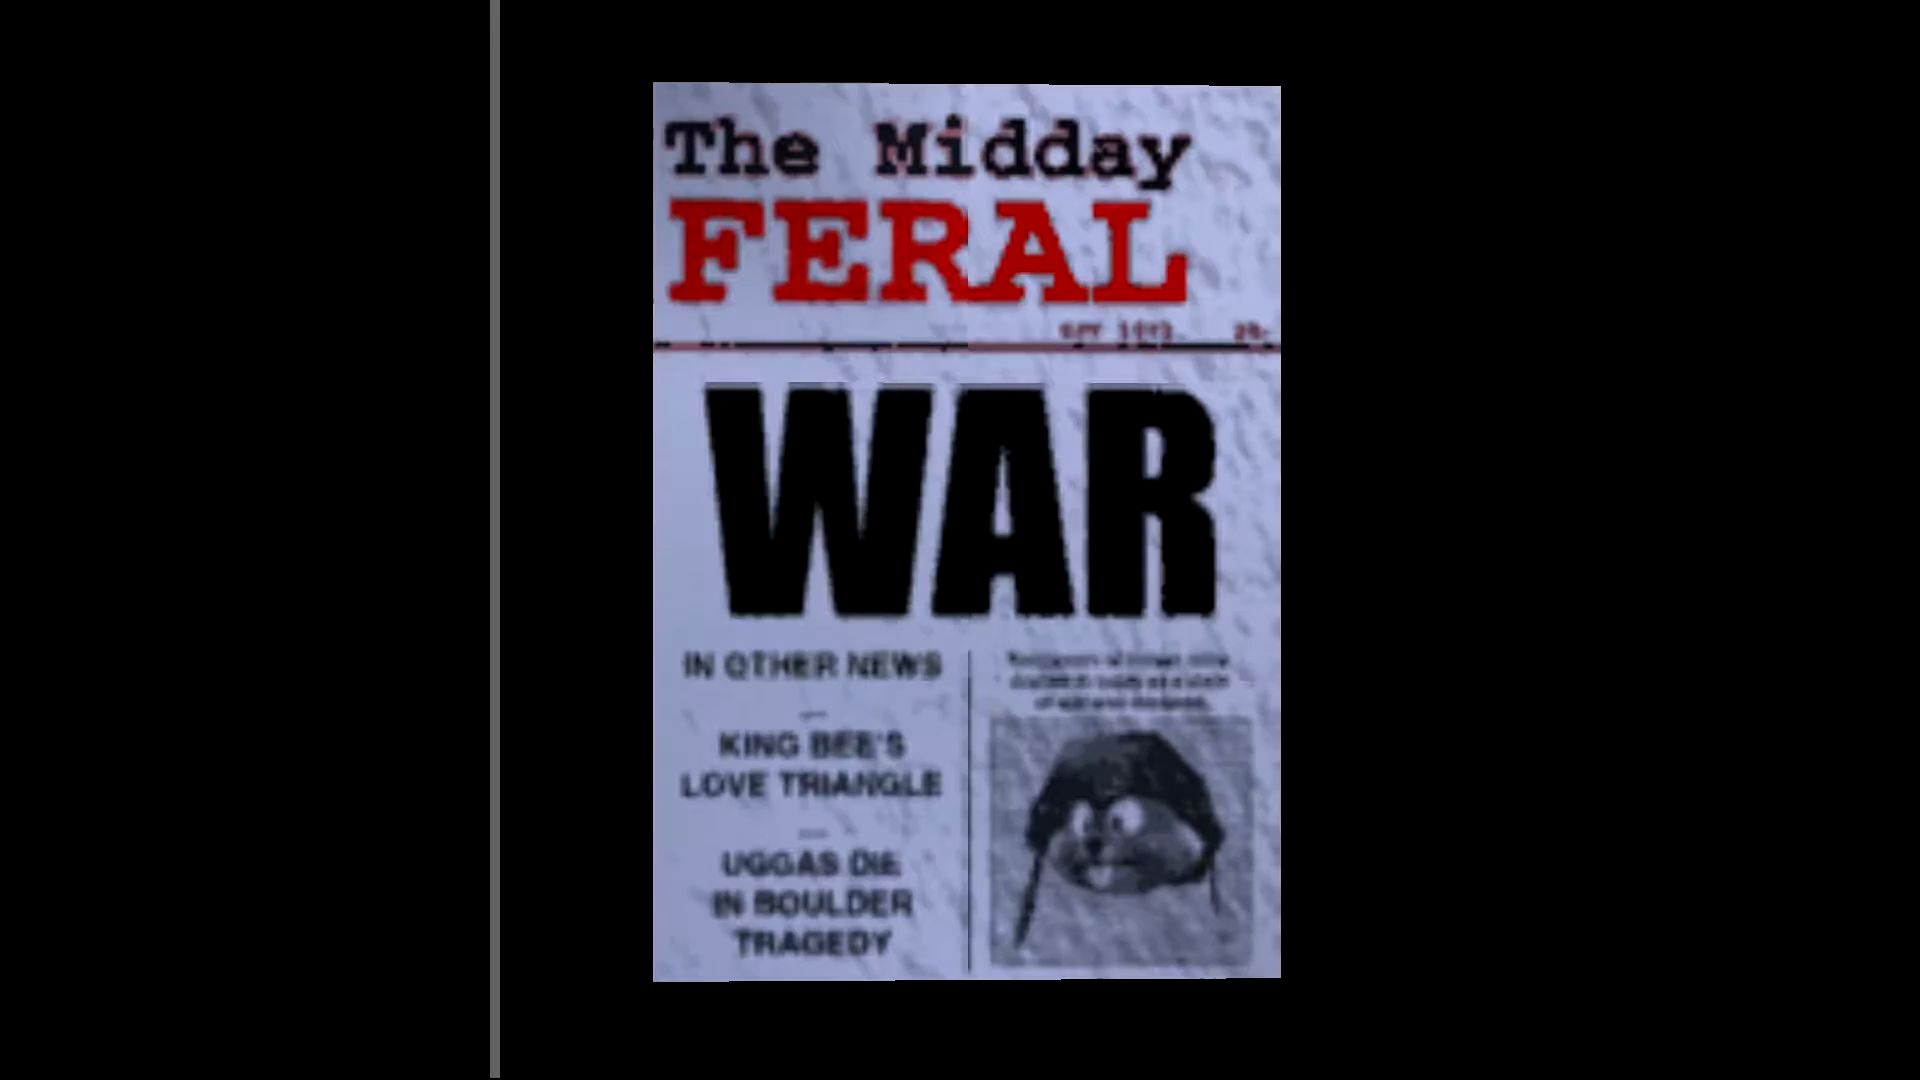 The Midday
FERAL
WAR
IN OTHER NEWS
KING BEE'S
LOVE TRIANGLE
UGGAS DIE
IN BOULDER
TRAGEDY